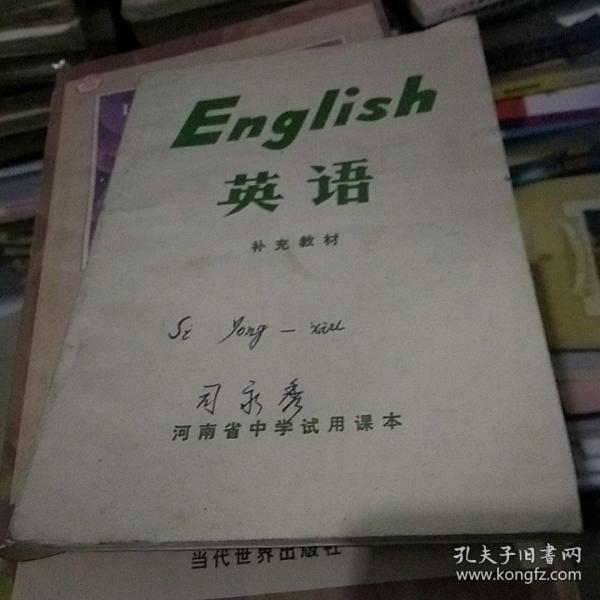 English
英语
补充教材
Si Yong - xiu
司永秀
河南省中学试用课本
当代世界出版社
孔夫子旧书网
www.kongfz.com